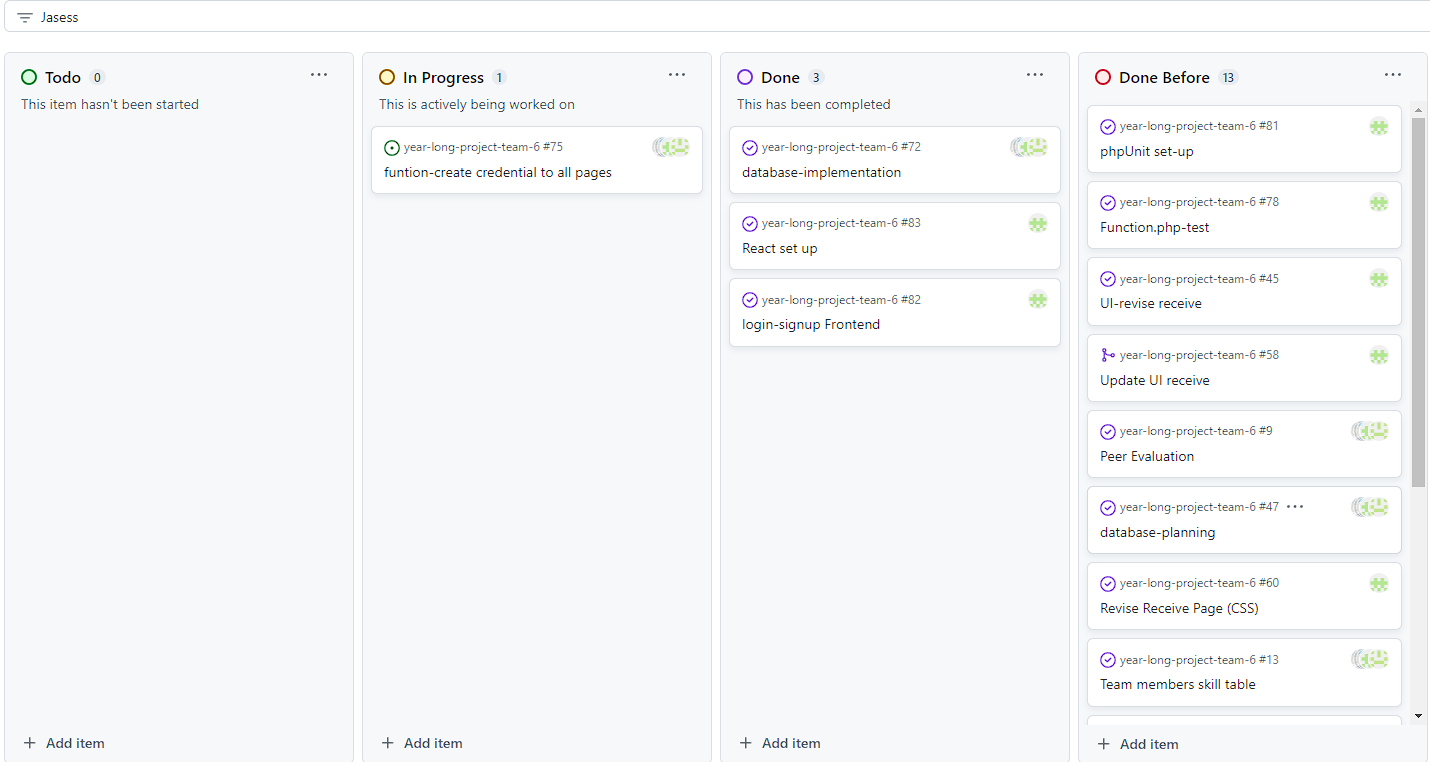 Jasess
Todo 0
This item hasn't been started
Add item
In Progress 1
This is actively being worked on
year-long-project-team-6 #75
funtion-create credential to all pages
Add item
Done 3
This has been completed
year-long-project-team-6 #72
database-implementation
year-long-project-team-6 #83
React set up
year-long-project-team-6 #82
login-signup Frontend
Add item
Done Before 13
year-long-project-team-6 #81
phpUnit set-up
year-long-project-team-6 #78
Function.php-test
year-long-project-team-6 #45
UI-revise receive
year-long-project-team-6 #58
Update UI receive
year-long-project-team-6 #9
Peer Evaluation
year-long-project-team-6 #47
database-planning
year-long-project-team-6 #60
Revise Receive Page (CSS)
year-long-project-team-6 #13
Team members skill table
Add item